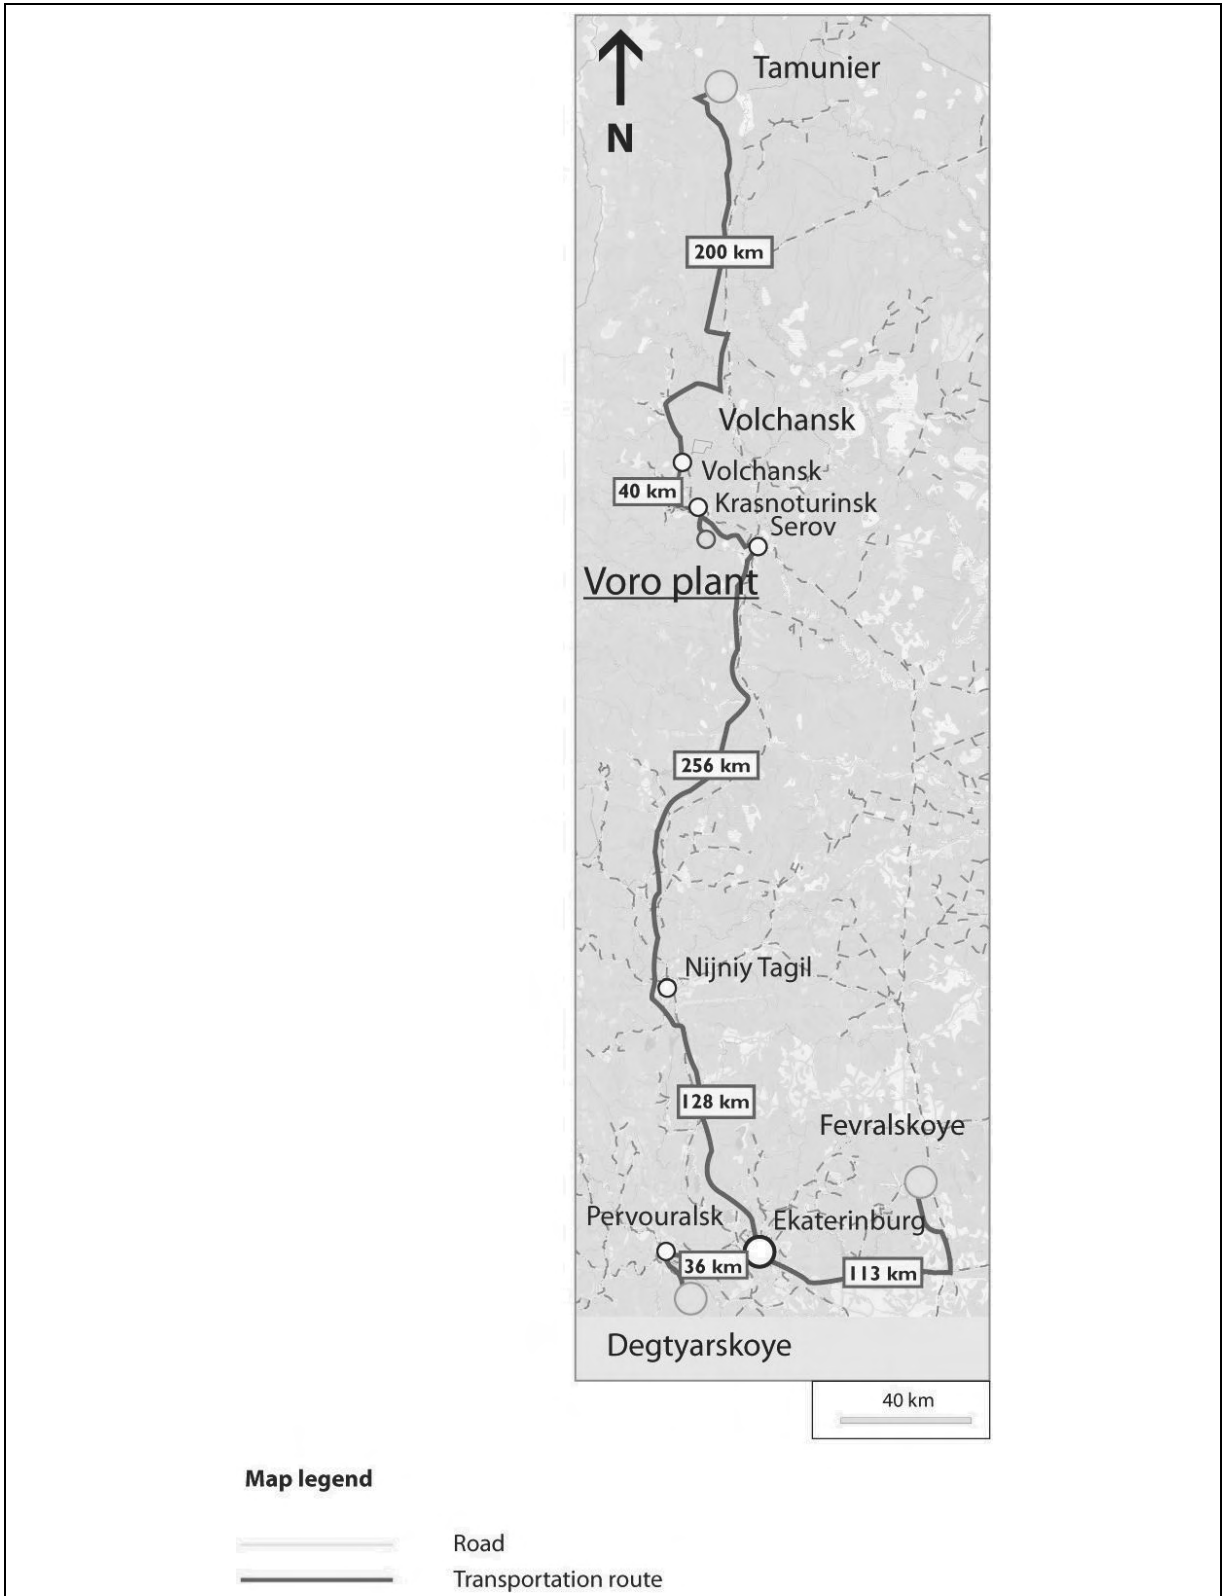 Tamunier
N
200 km
Volchansk
Volchansk
40 km
Krasnoturinsk
Serov
Voro plant
256 km
Nijniy Tagil
128 km
Fevralskoye
Pervouralsk
Ekaterinburg
36 km
113 km
Degtyarskoye
40 km
Map legend
Road
Transportation route